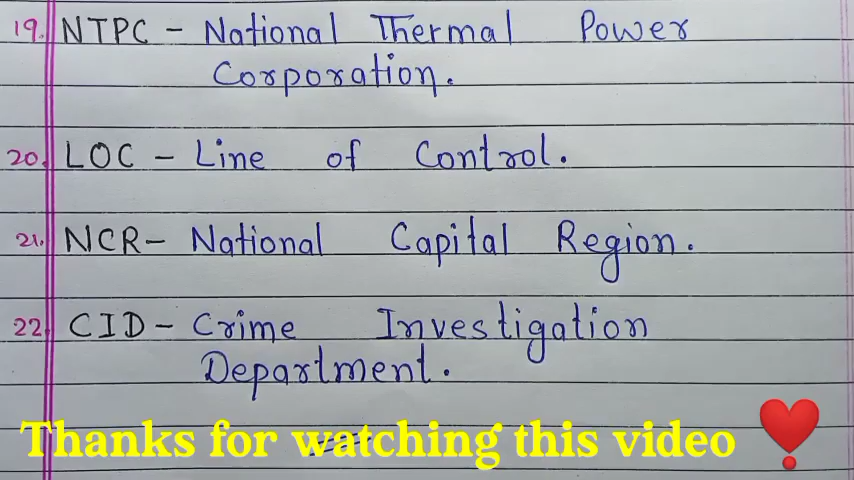 19. NTPC - National Thermal Power
Corporation.
20. LOC - Line of Control.
21. NCR - National Capital Region.
22. CID - Crime Investigation
Department.
Thanks for watching this video